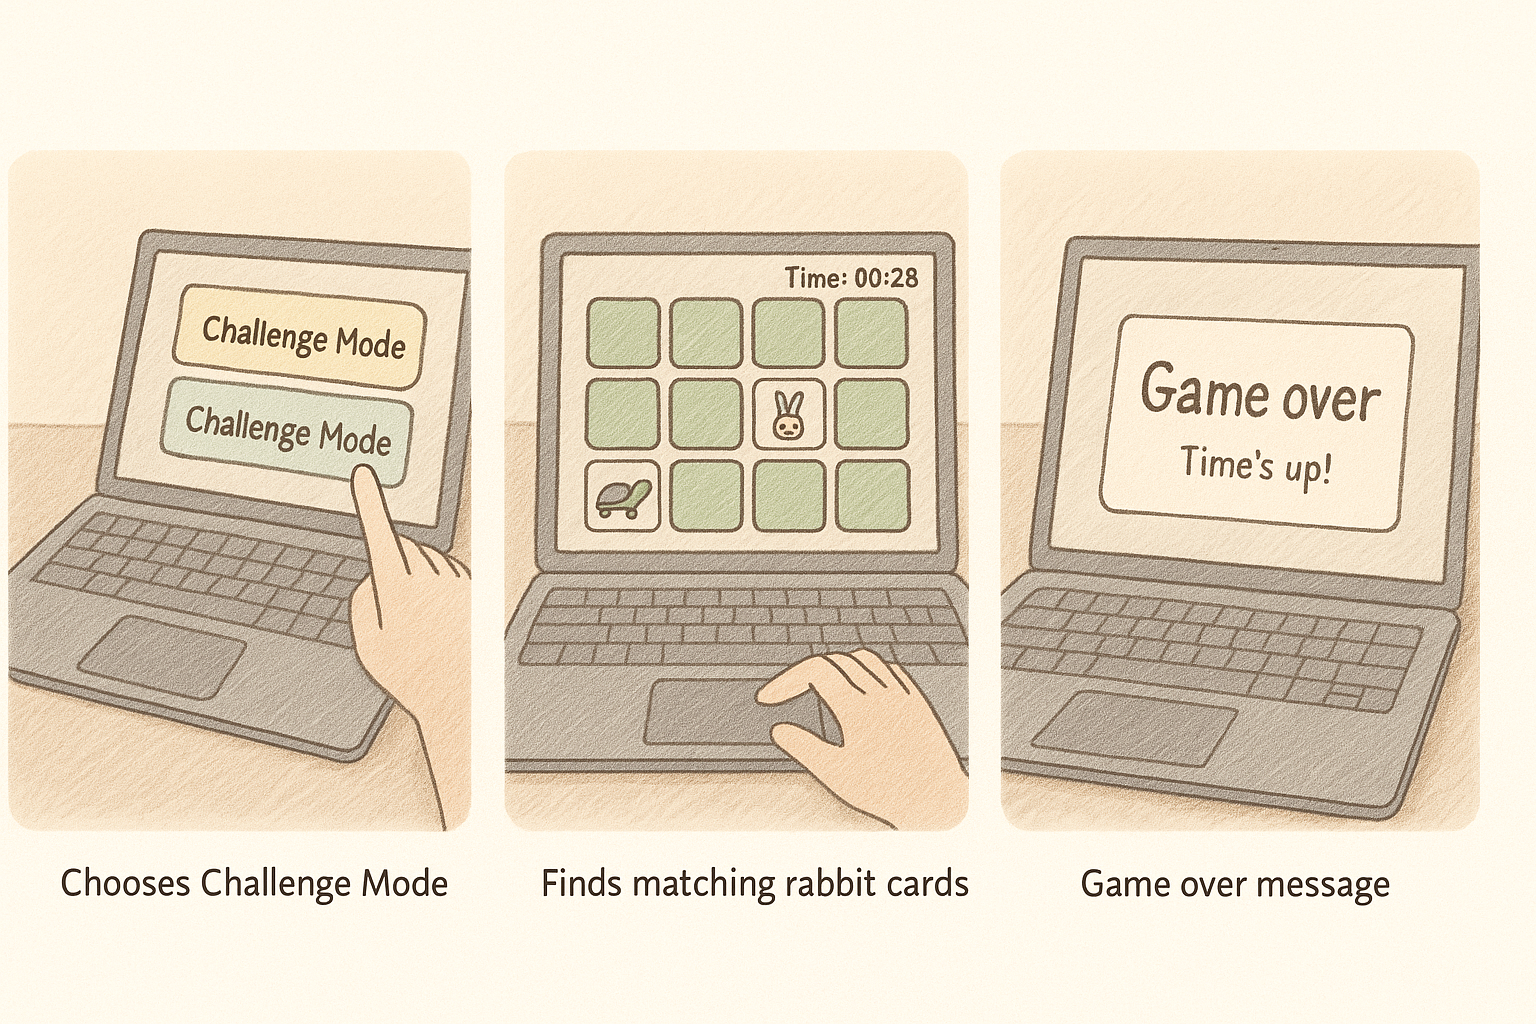 Challenge Mode
Challenge Mode
Chooses Challenge Mode
Time: 00:28
Finds matching rabbit cards
Game over
Time's up!
Game over message